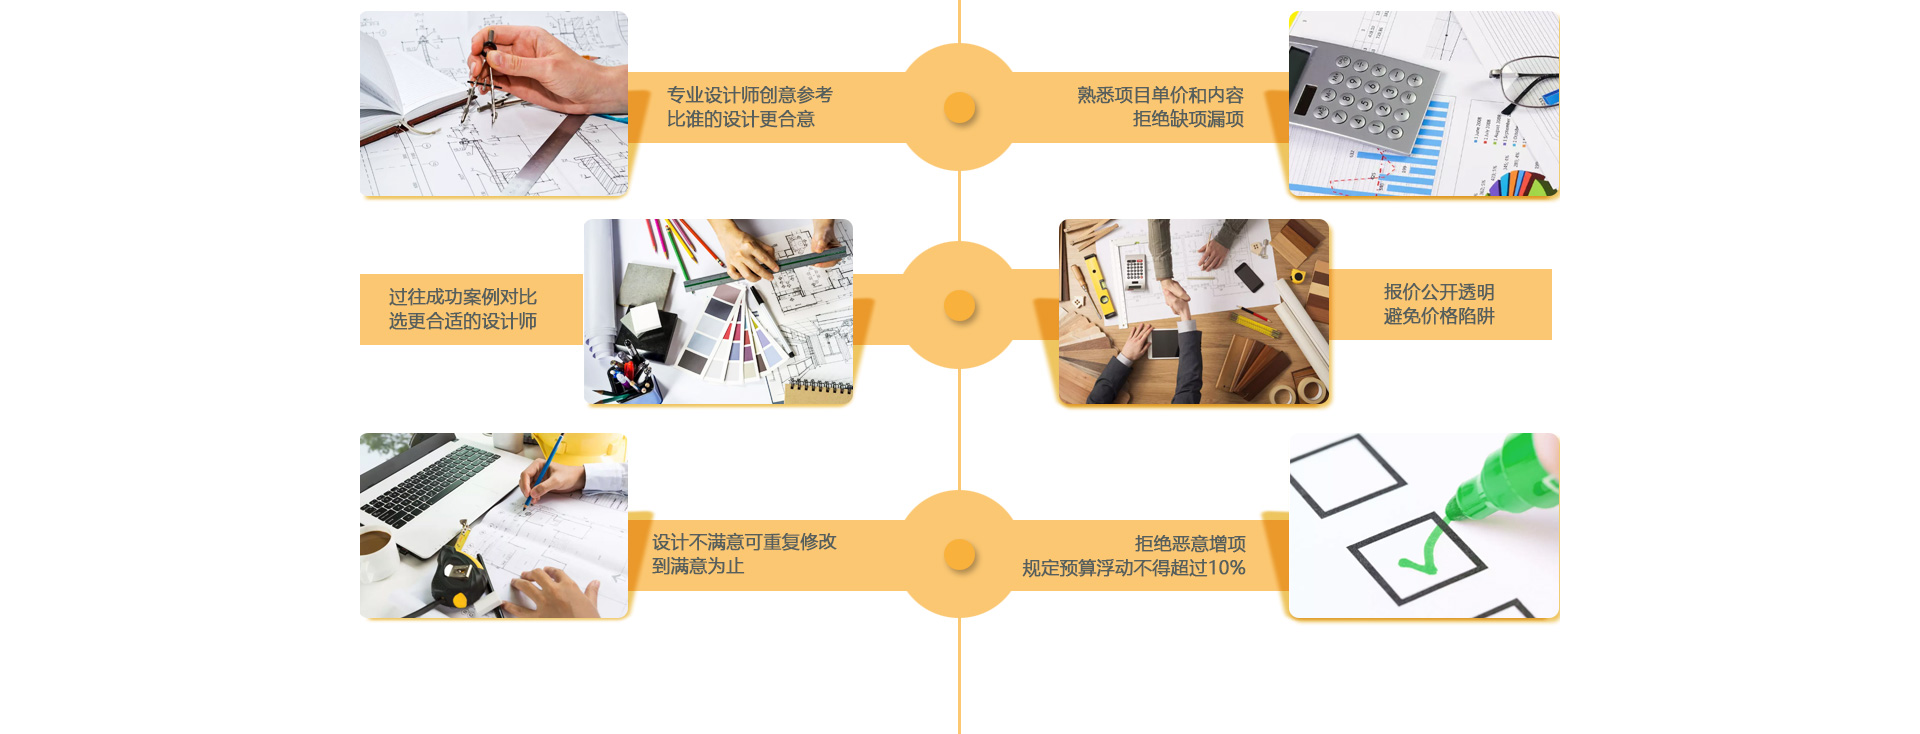 专业设计师创意参考
比谁的设计更合意
熟悉项目单价和内容
拒绝缺项漏项
过往成功案例对比
选更合适的设计师
报价公开透明
避免价格陷阱
设计不满意可重复修改
到满意为止
拒绝恶意增项
规定预算浮动不得超过10%